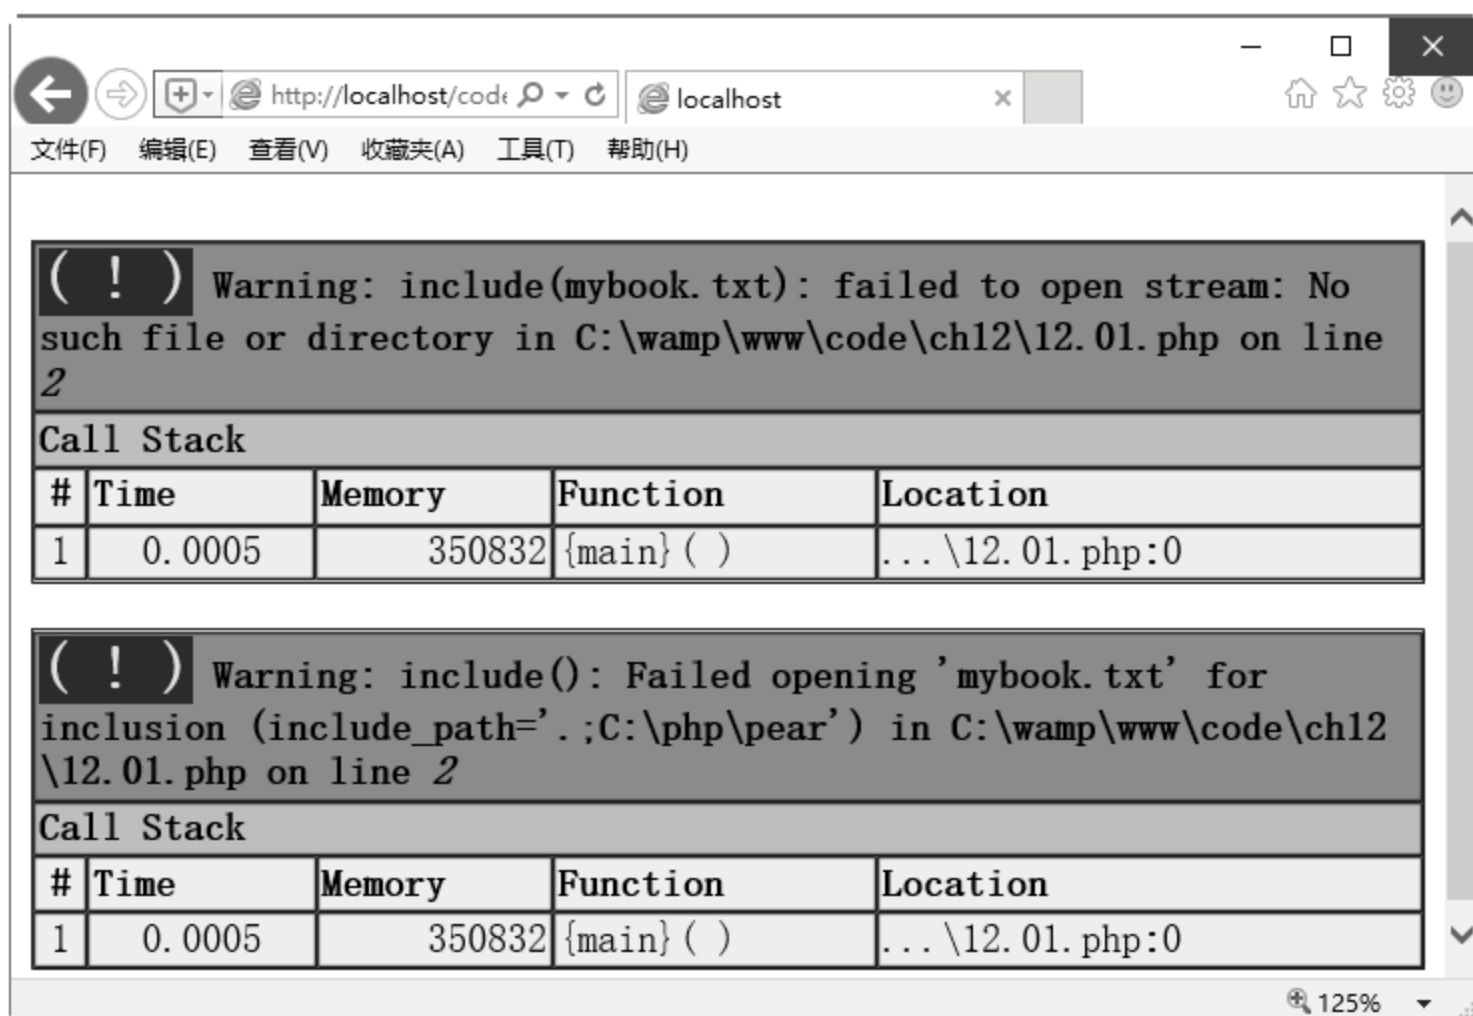 http://localhost/code
localhost
文件(F) 编辑(E) 查看(V) 收藏夹(A) 工具(T) 帮助(H)
( ! ) Warning: include(mybook.txt): failed to open stream: No
such file or directory in C:\wamp\www\code\ch12\12.01.php on line
2
Call Stack
# Time Memory Function Location
1 0.0005 350832 {main}( ) ...\12.01.php:0
( ! ) Warning: include(): Failed opening 'mybook.txt' for
inclusion (include_path='.;C:\php\pear') in C:\wamp\www\code\ch12
\12.01.php on line 2
Call Stack
# Time Memory Function Location
1 0.0005 350832 {main}( ) ...\12.01.php:0
125%